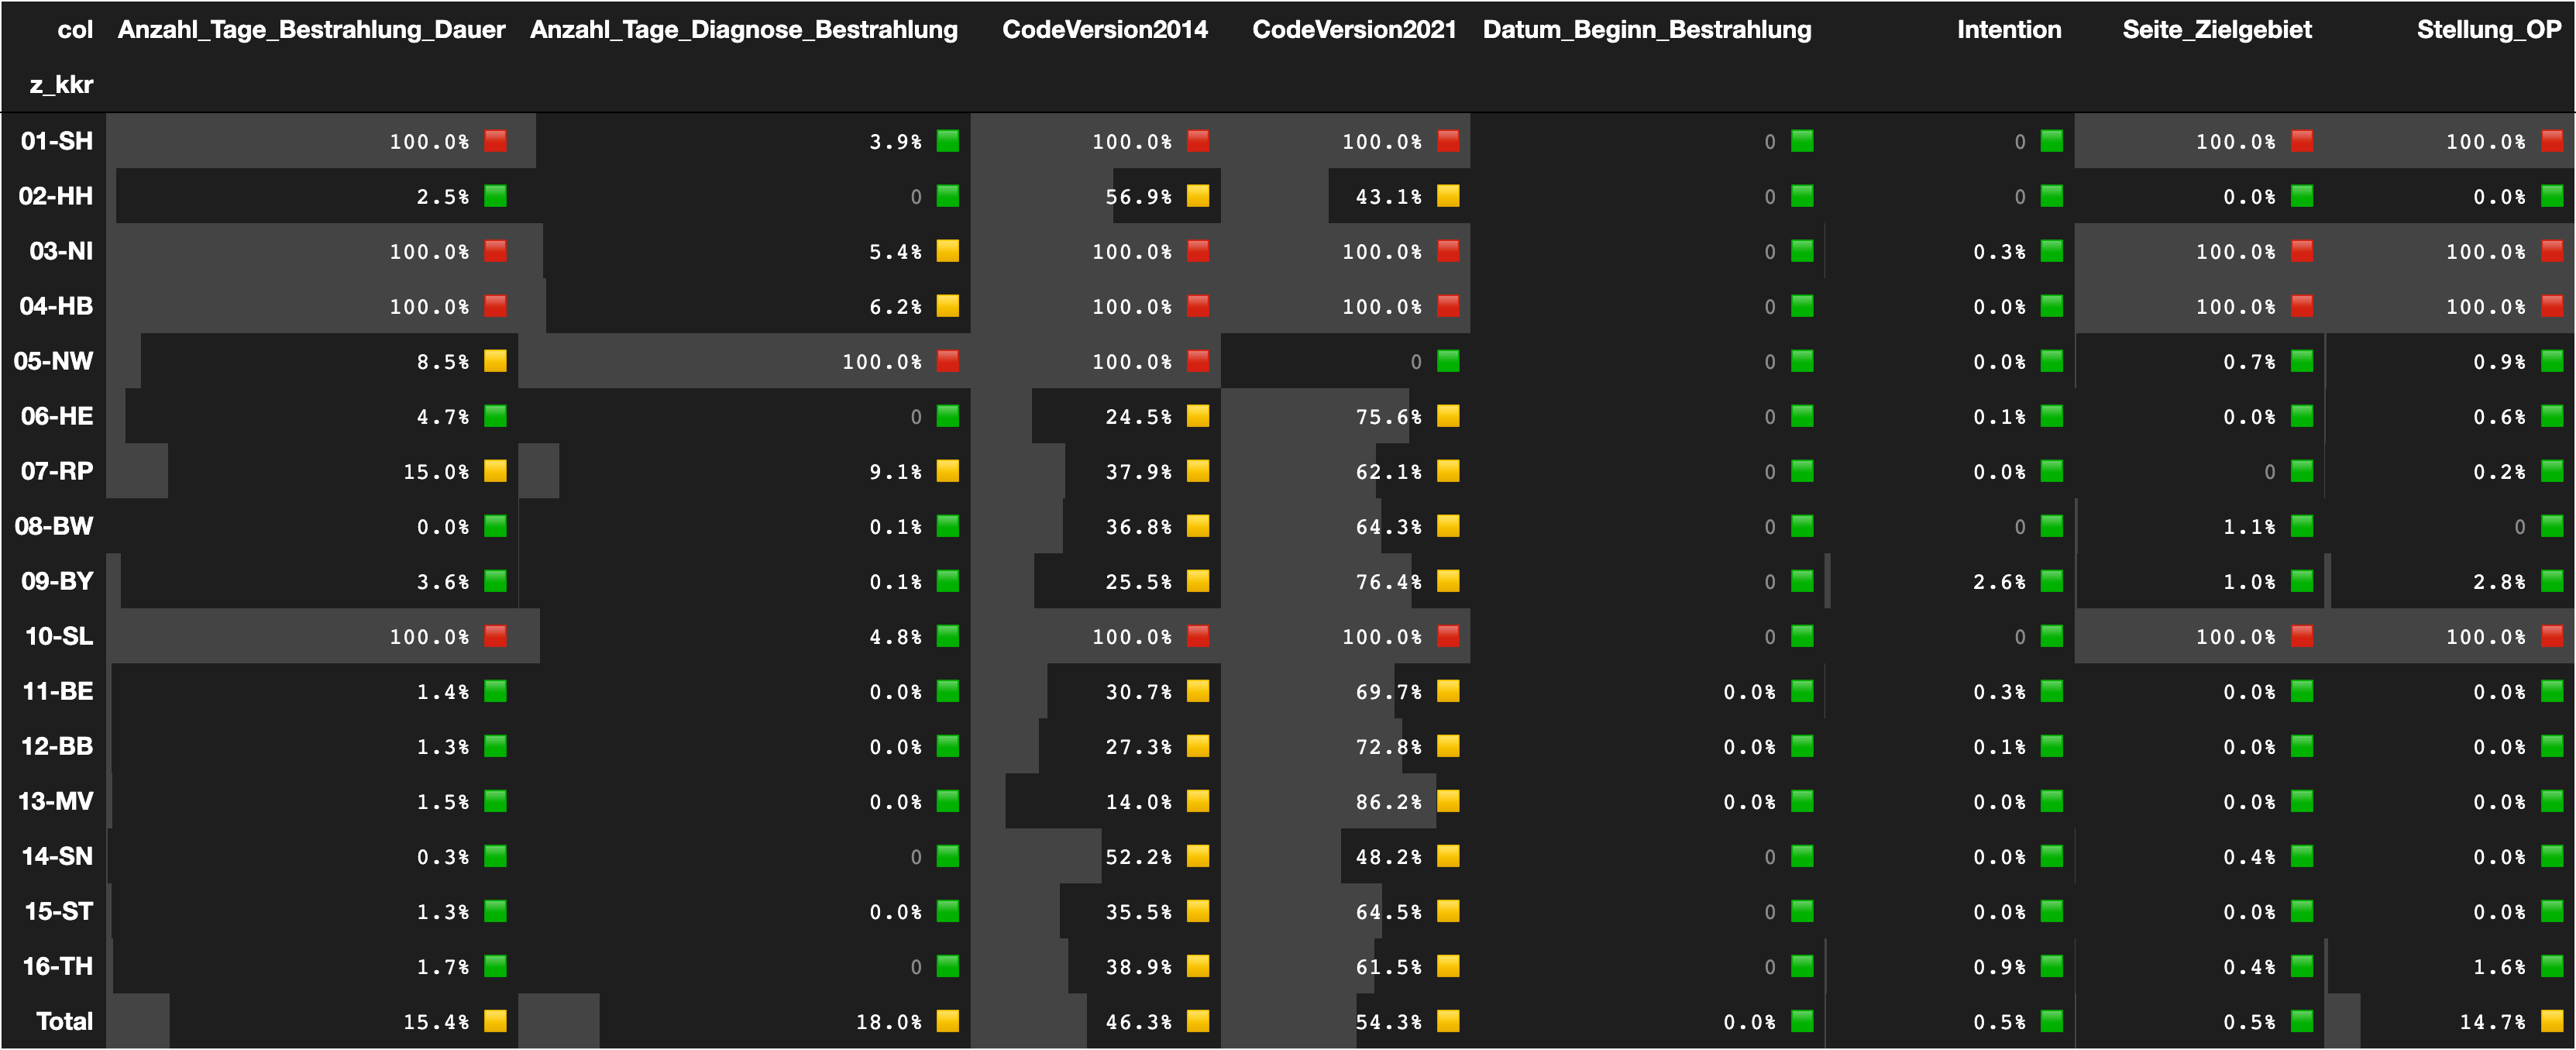 col Anzahl_Tage_Bestrahlung_Dauer Anzahl_Tage_Diagnose_Bestrahlung CodeVersion2014 CodeVersion2021 Datum_Beginn_Bestrahlung Intention Seite_Zielgebiet Stellung_OP
z_kkr
01-SH 100.0% 3.9% 100.0% 100.0% 0 0 100.0% 100.0%
02-HH 2.5% 0 56.9% 43.1% 0 0 0.0% 0.0%
03-NI 100.0% 5.4% 100.0% 100.0% 0 0.3% 100.0% 100.0%
04-HB 100.0% 6.2% 100.0% 100.0% 0 0.0% 100.0% 100.0%
05-NW 8.5% 100.0% 100.0% 0 0 0.0% 0.7% 0.9%
06-HE 4.7% 0 24.5% 75.6% 0 0.1% 0.0% 0.6%
07-RP 15.0% 9.1% 37.9% 62.1% 0 0.0% 0 0.2%
08-BW 0.0% 0.1% 36.8% 64.3% 0 0 1.1% 0
09-BY 3.6% 0.1% 25.5% 76.4% 0 2.6% 1.0% 2.8%
10-SL 100.0% 4.8% 100.0% 100.0% 0 0 100.0% 100.0%
11-BE 1.4% 0.0% 30.7% 69.7% 0.0% 0.3% 0.0% 0.0%
12-BB 1.3% 0.0% 27.3% 72.8% 0.0% 0.1% 0.0% 0.0%
13-MV 1.5% 0.0% 14.0% 86.2% 0.0% 0.0% 0.0% 0.0%
14-SN 0.3% 0 52.2% 48.2% 0 0.0% 0.4% 0.0%
15-ST 1.3% 0.0% 35.5% 64.5% 0 0.0% 0.0% 0.0%
16-TH 1.7% 0 38.9% 61.5% 0 0.9% 0.4% 1.6%
Total 15.4% 18.0% 46.3% 54.3% 0.0% 0.5% 0.5% 14.7%